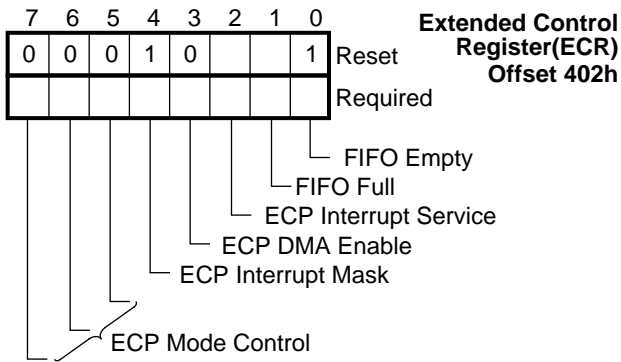 7 6 5 4 3 2 1 0
Extended Control
Register(ECR)
Offset 402h
0 0 0 1 0 1 Reset
Required
FIFO Empty
FIFO Full
ECP Interrupt Service
ECP DMA Enable
ECP Interrupt Mask
ECP Mode Control